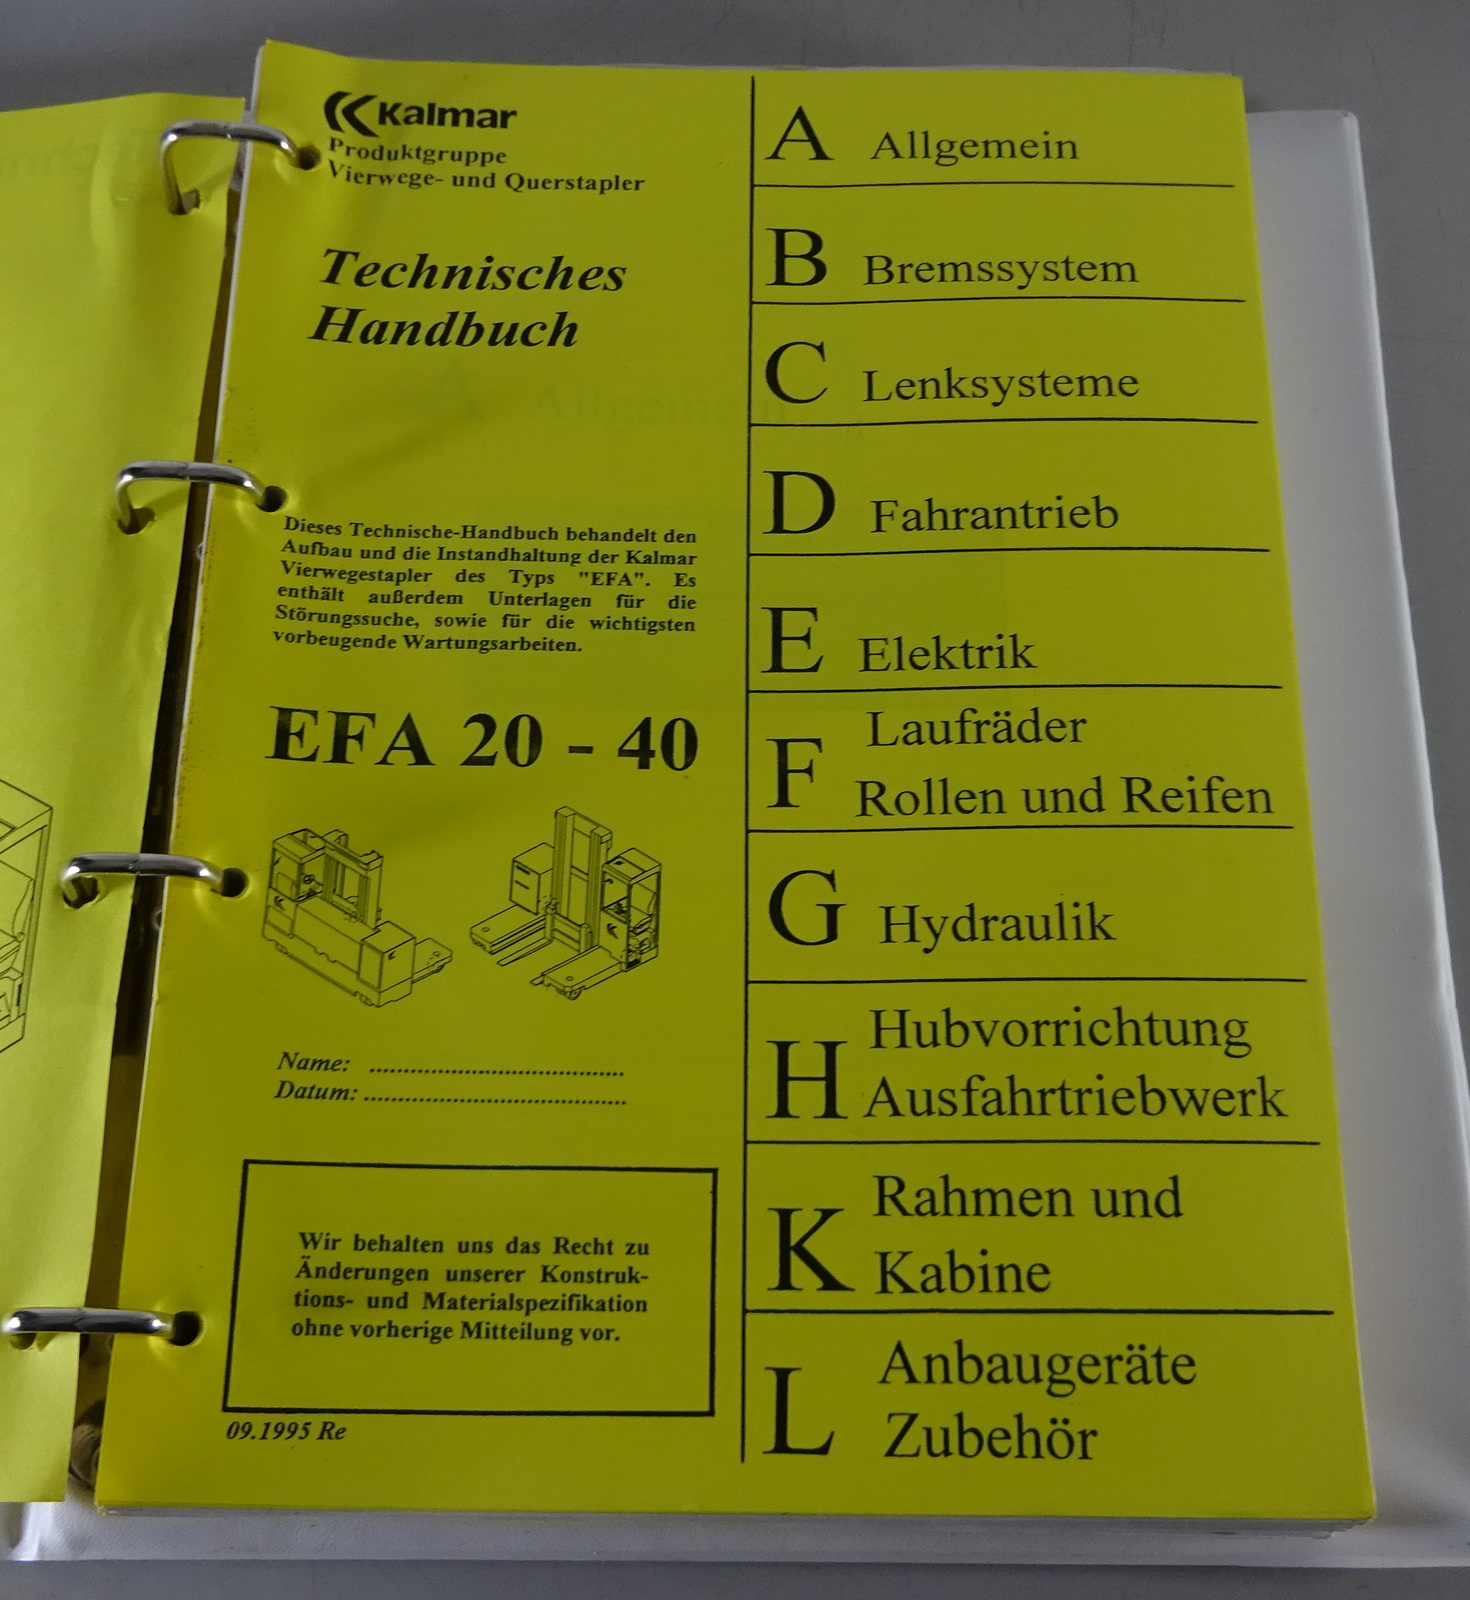 Kalmar
Produktgruppe
Vierwege- und Querstapler
Technisches
Handbuch
Dieses Technische-Handbuch behandelt den
Aufbau und die Instandhaltung der Kalmar
Vierwegestapler des Typs "EFA". Es
enthält außerdem Unterlagen für die
Störungssuche, sowie für die wichtigsten
vorbeugende Wartungsarbeiten.
EFA 20 - 40
Name: ......................................
Datum: .......................................
Wir behalten uns das Recht zu
Änderungen unserer Konstruk-
tions- und Materialspezifikation
ohne vorherige Mitteilung vor.
09.1995 Re
A Allgemein
B Bremssystem
C Lenksysteme
D Fahrantrieb
E Elektrik
F Laufräder
Rollen und Reifen
G Hydraulik
H Hubvorrichtung
Ausfahrtriebwerk
K Rahmen und
Kabine
L Anbaugeräte
Zubehör